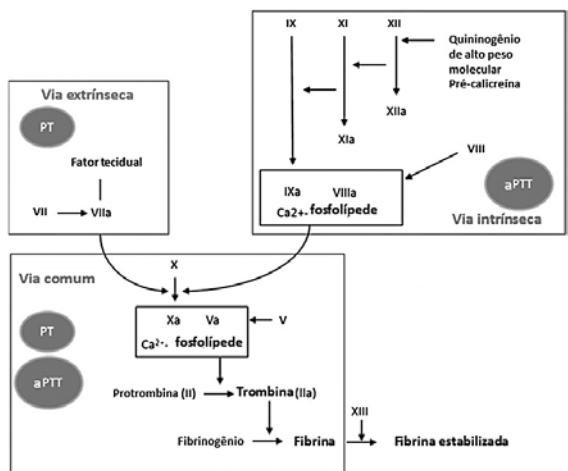 Via extrínseca
PT
Fator tecidual
VII
VIIa
IX
XI
XII
Quininogênio
de alto peso
molecular
Pré-calicreína
XIIa
XIa
VIII
IXa VIIIa
Ca2+- fosfolípede
aPTT
Via intrínseca
Via comum
X
PT
Xa Va
V
Ca²⁻- fosfolípede
aPTT
Protrombina (II)
Trombina (IIa)
XIII
Fibrinogênio
Fibrina
Fibrina estabilizada